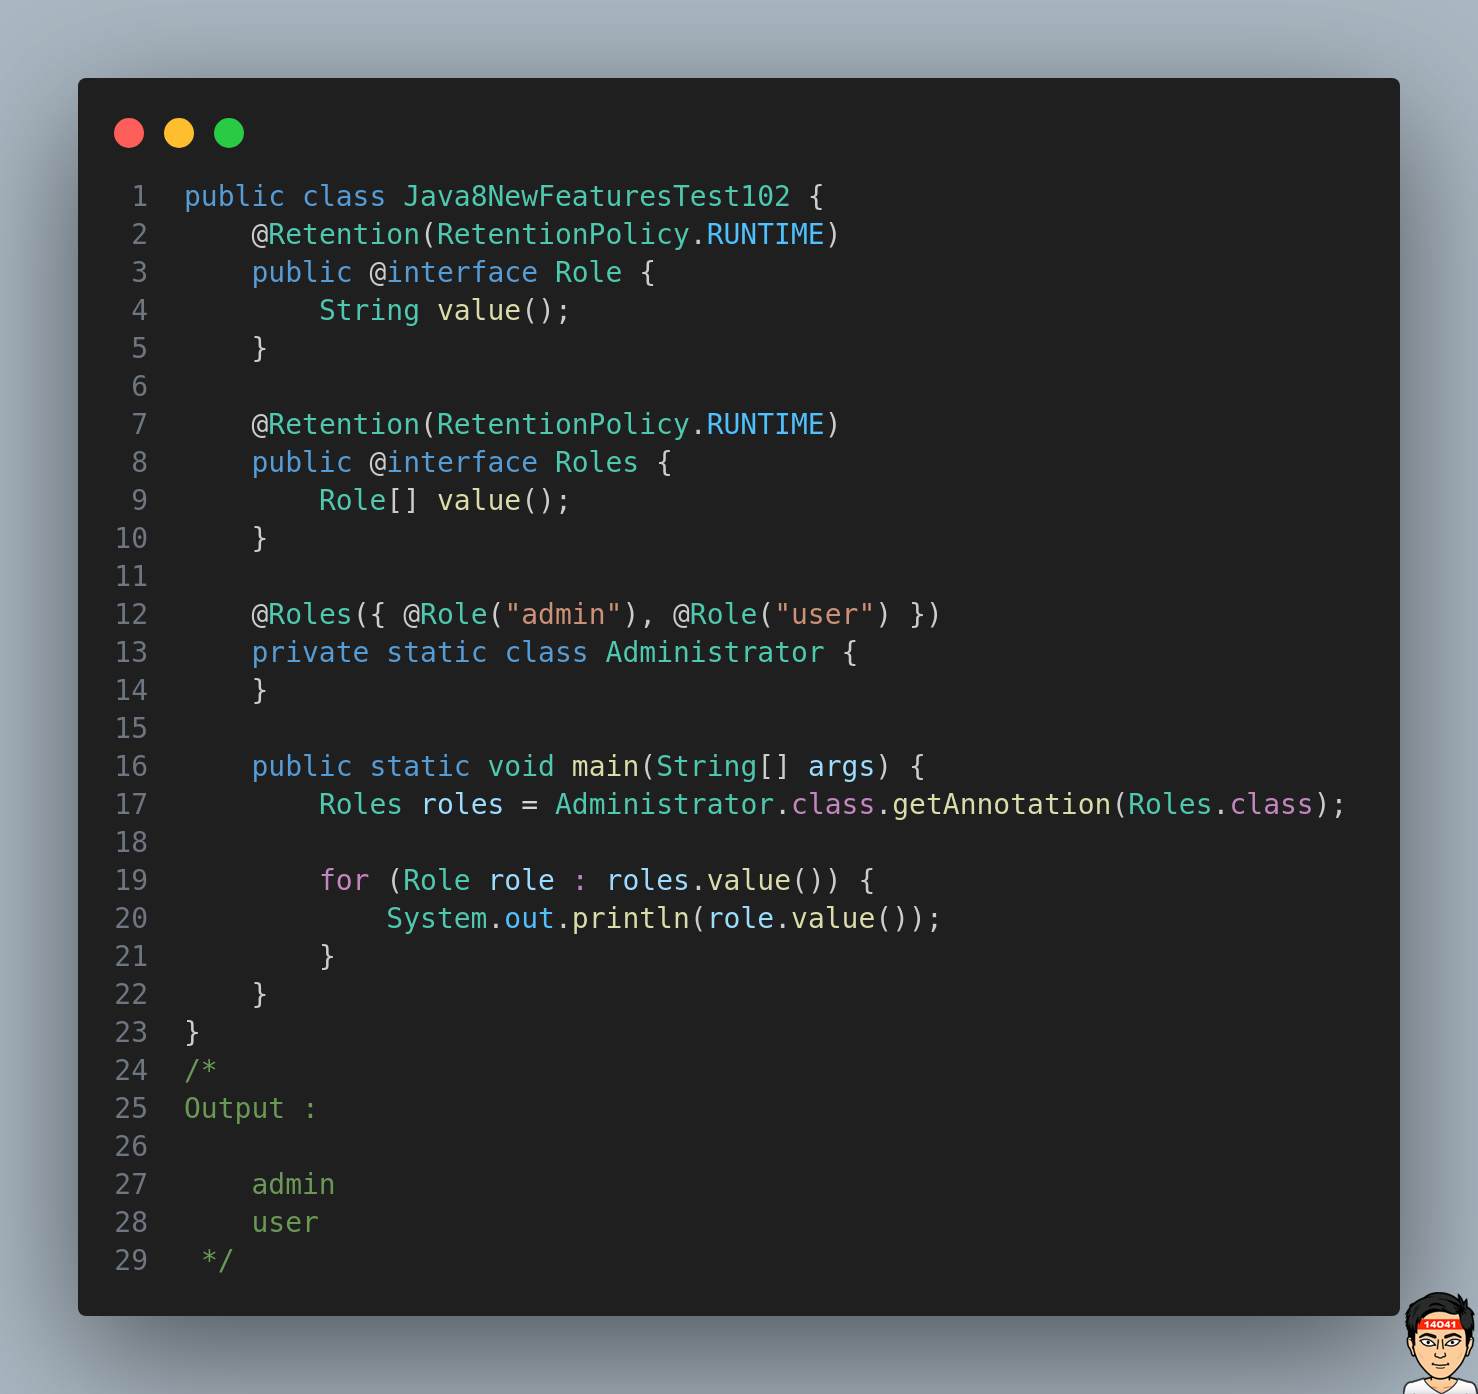 1 public class Java8NewFeaturesTest102 {
2     @Retention(RetentionPolicy.RUNTIME)
3     public @interface Role {
4         String value();
5     }
6
7     @Retention(RetentionPolicy.RUNTIME)
8     public @interface Roles {
9         Role[] value();
10     }
11
12     @Roles({ @Role("admin"), @Role("user") })
13     private static class Administrator {
14     }
15
16     public static void main(String[] args) {
17         Roles roles = Administrator.class.getAnnotation(Roles.class);
18
19         for (Role role : roles.value()) {
20             System.out.println(role.value());
21         }
22     }
23 }
24 /*
25 Output :
26
27     admin
28     user
29  */
14041